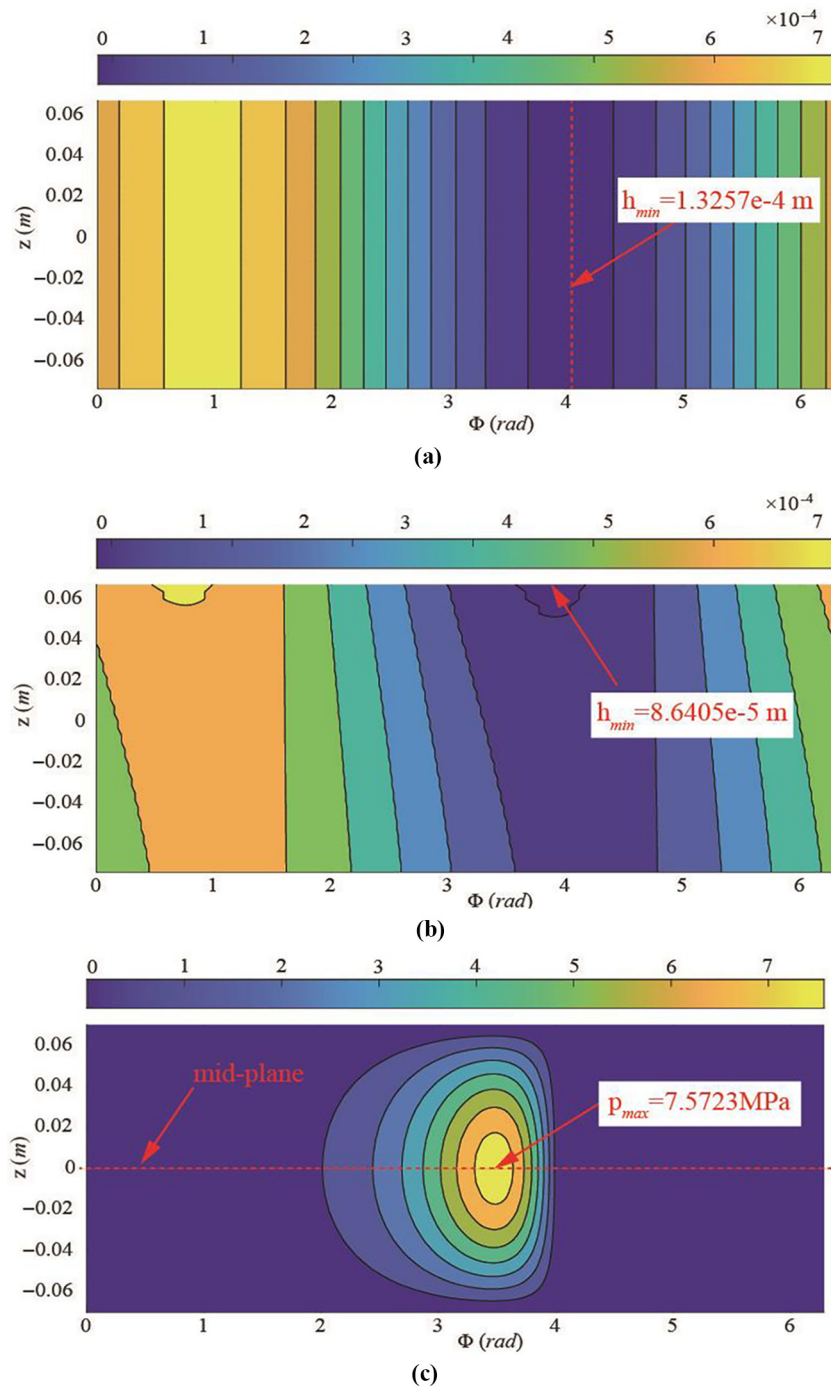 ×10⁻⁴
0 1 2 3 4 5 6 7
0.06
0.04
0.02
0
−0.02
−0.04
−0.06
z (m)
h_min=1.3257e-4 m
0 1 2 3 4 5 6
Φ (rad)
(a)
×10⁻⁴
0 1 2 3 4 5 6 7
0.06
0.04
0.02
0
−0.02
−0.04
−0.06
z (m)
h_min=8.6405e-5 m
0 1 2 3 4 5 6
Φ (rad)
(b)
0 1 2 3 4 5 6 7
0.06
0.04
0.02
0
−0.02
−0.04
−0.06
z (m)
mid-plane
p_max=7.5723MPa
0 1 2 3 4 5 6
Φ (rad)
(c)